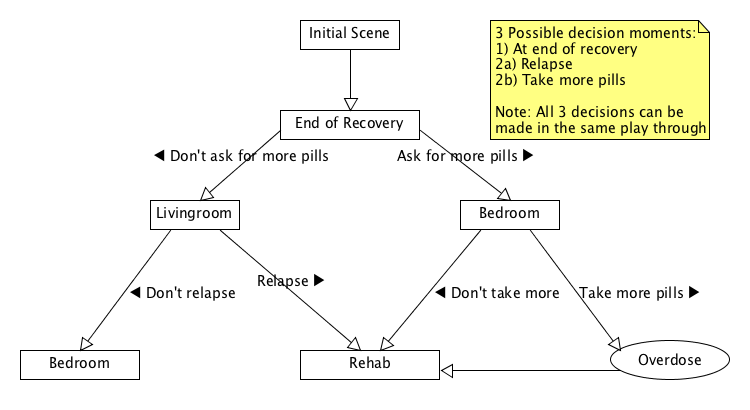 Initial Scene
3 Possible decision moments:
1) At end of recovery
2a) Relapse
2b) Take more pills
Note: All 3 decisions can be
made in the same play through
End of Recovery
Don't ask for more pills
Ask for more pills
Livingroom
Bedroom
Relapse
Don't relapse
Don't take more
Take more pills
Bedroom
Rehab
Overdose